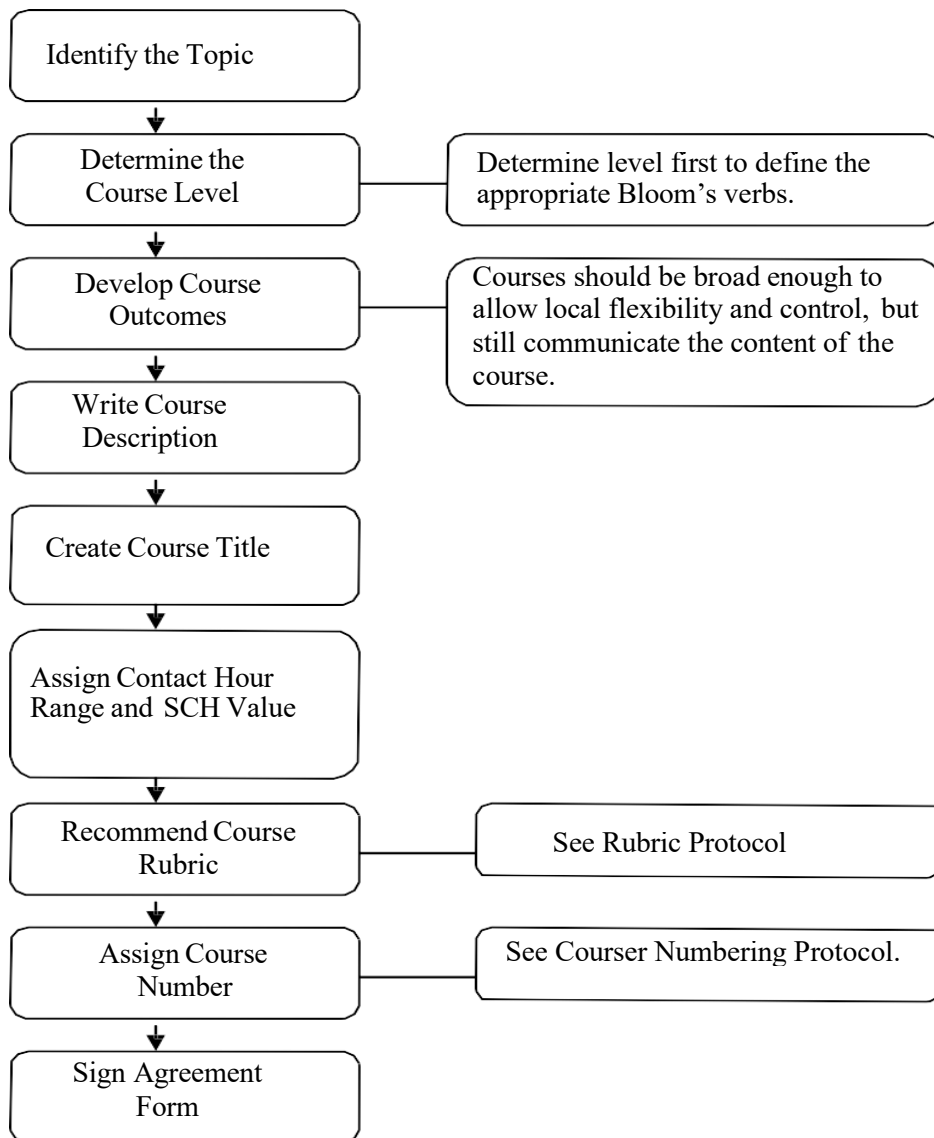 Identify the Topic
Determine the
Course Level
Determine level first to define the
appropriate Bloom's verbs.
Develop Course
Outcomes
Courses should be broad enough to
allow local flexibility and control, but
still communicate the content of the
course.
Write Course
Description
Create Course Title
Assign Contact Hour
Range and SCH Value
Recommend Course
Rubric
See Rubric Protocol
Assign Course
Number
See Courser Numbering Protocol.
Sign Agreement
Form